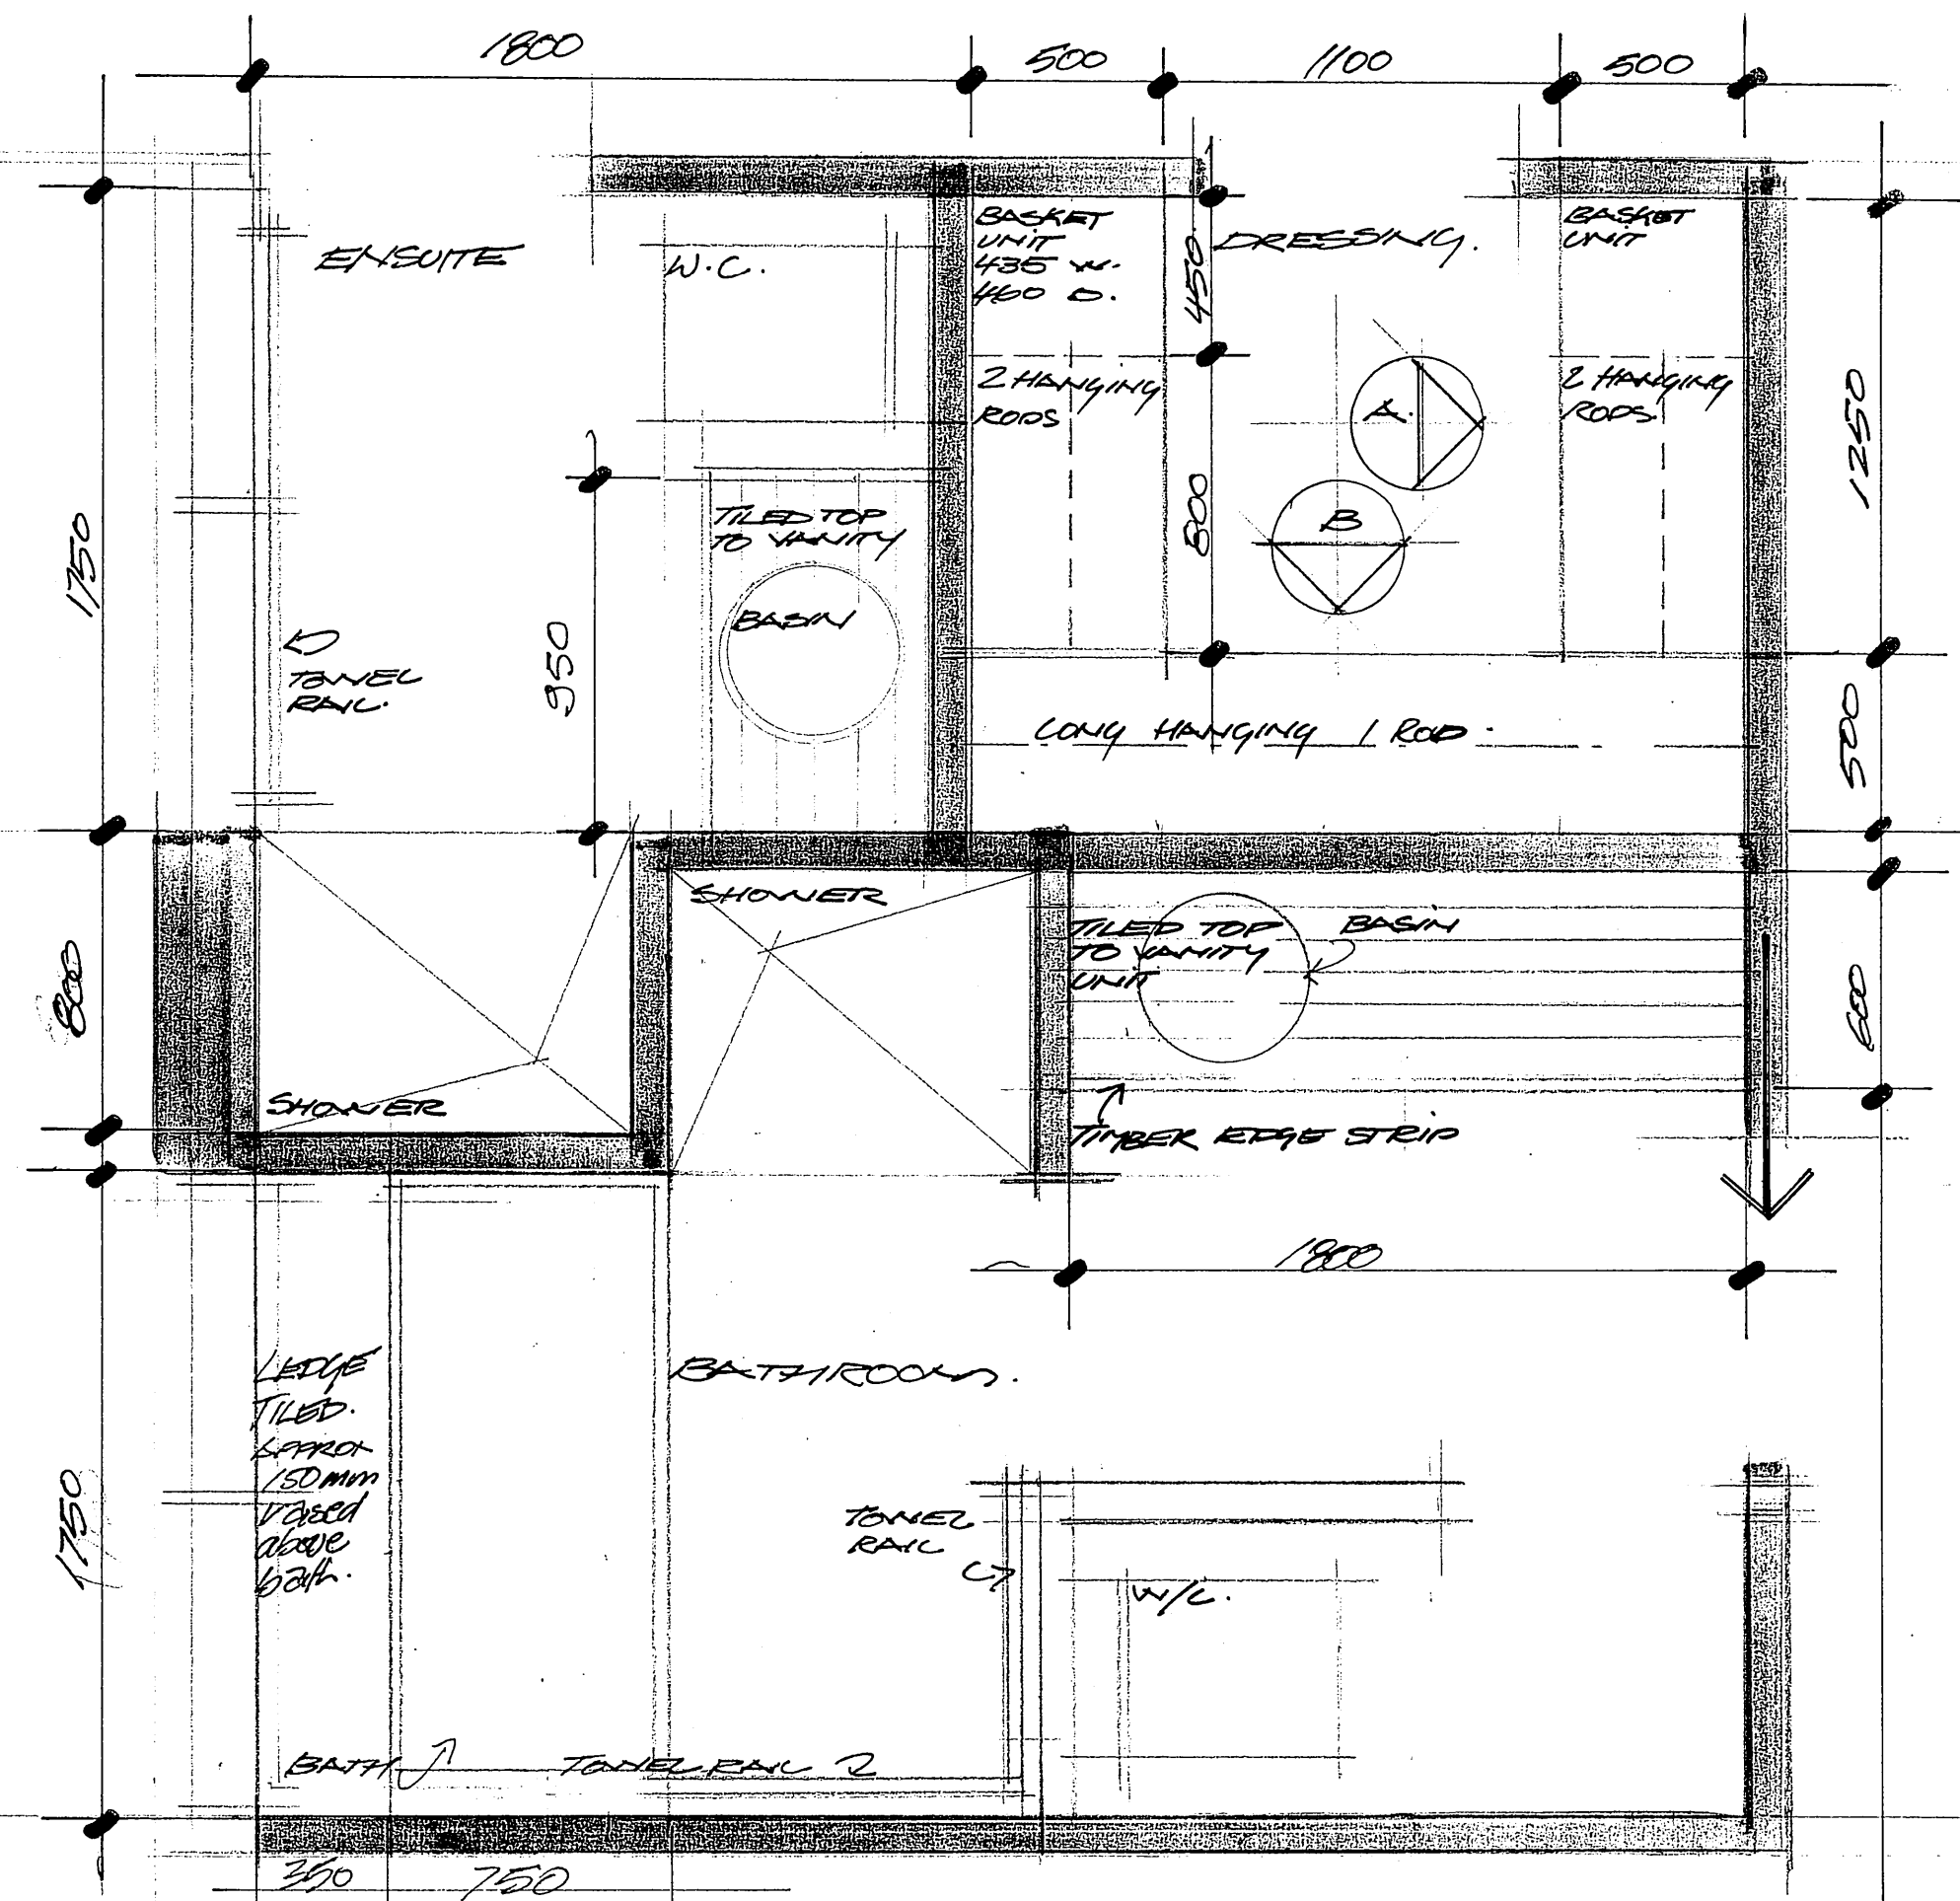 1800
500
1100
500
ENSUITE
W.C.
BASKET
UNIT
435 W.
460 D.
450
DRESSING.
BASKET
UNIT
2 HANGING
RODS
A.
2 HANGING
RODS
1250
1750
TILED TOP
TO VANITY
BASIN
800
B
TOWEL
RAIL.
950
LONG HANGING 1 ROD.
500
SHOWER
TILED TOP
TO VANITY
UNIT
BASIN
800
600
SHOWER
TIMBER EDGE STRIP
1800
LEDGE
TILED.
APPROX
150mm
raised
above
bath.
BATHROOM.
1750
TOWEL
RAIL
W/C.
BATH
TOWEL RAIL
350
750